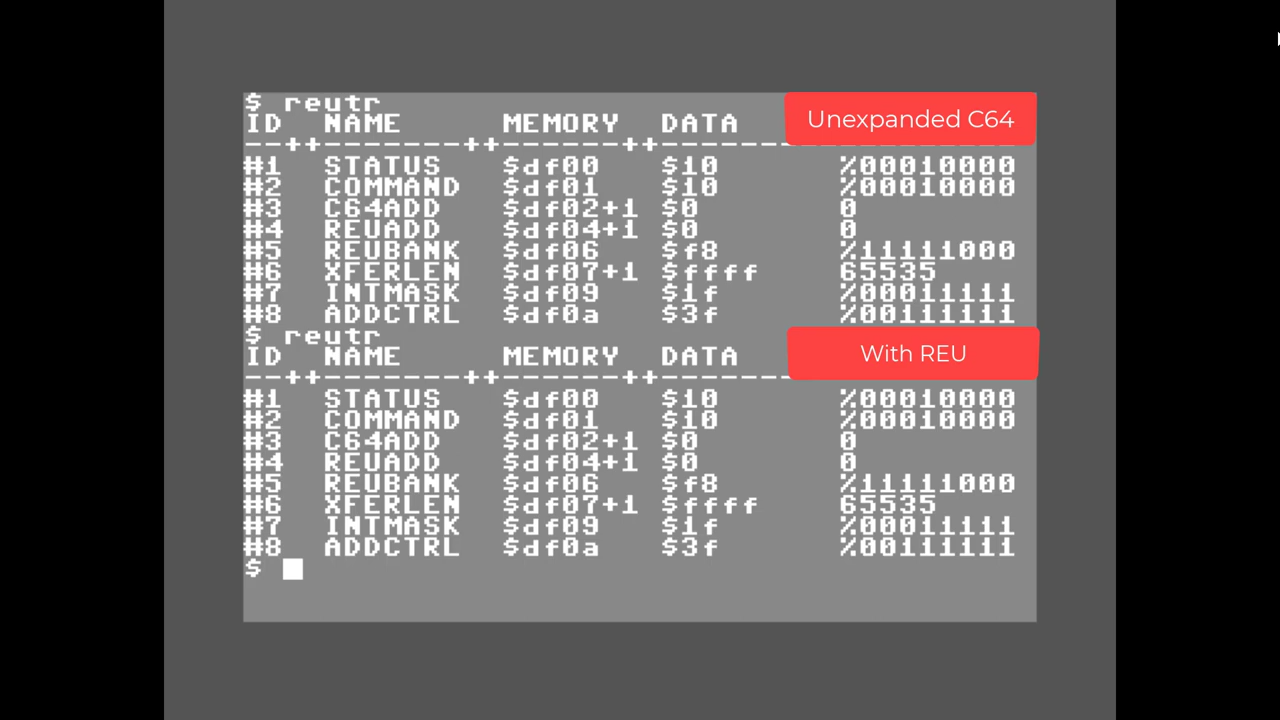 $ reutr
ID NAME MEMORY DATA Unexpanded C64
--++-------++------++-------
#1 STATUS $df00 $10 %00010000
#2 COMMAND $df01 $10 %00010000
#3 C64ADD $df02+1 $0 0
#4 REUADD $df04+1 $0 0
#5 REUBANK $df06 $f8 %11111000
#6 XFERLEN $df07+1 $ffff 65535
#7 INTMASK $df09 $1f %00011111
#8 ADDCTRL $df0a $3f %00111111
$ reutr
ID NAME MEMORY DATA With REU
--++-------++------++-------
#1 STATUS $df00 $10 %00010000
#2 COMMAND $df01 $10 %00010000
#3 C64ADD $df02+1 $0 0
#4 REUADD $df04+1 $0 0
#5 REUBANK $df06 $f8 %11111000
#6 XFERLEN $df07+1 $ffff 65535
#7 INTMASK $df09 $1f %00011111
#8 ADDCTRL $df0a $3f %00111111
$